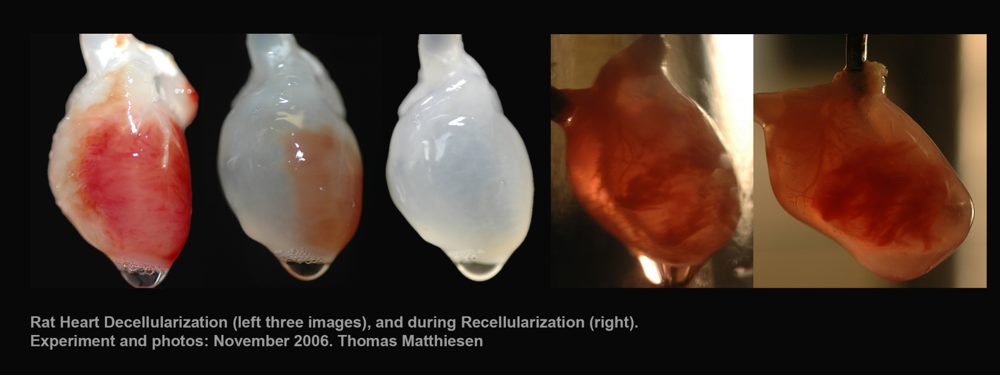 Rat Heart Decellularization (left three images), and during Recellularization (right).
Experiment and photos: November 2006. Thomas Matthiesen